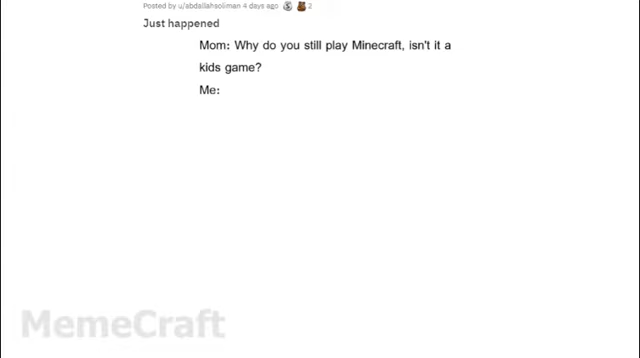 Posted by u/abdallahsoliman 4 days ago 2
Just happened
Mom: Why do you still play Minecraft, isn't it a
kids game?
Me:
MemeCraft